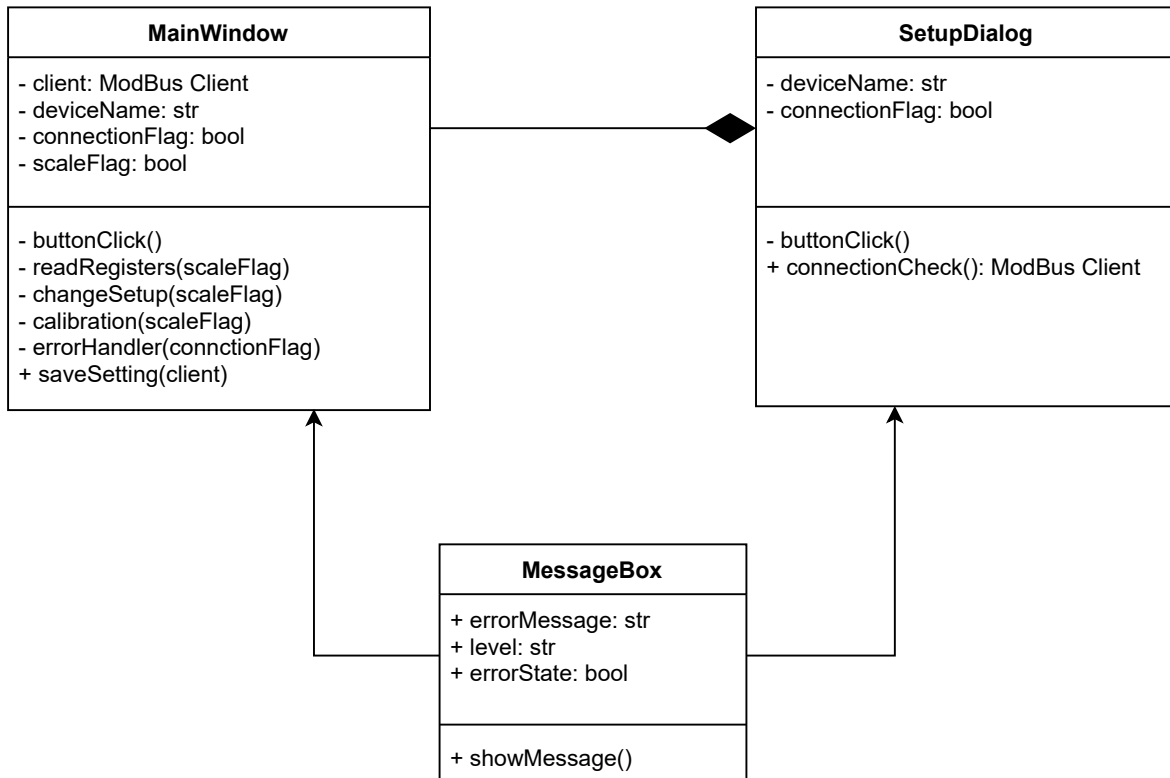 MainWindow
- client: ModBus Client
- deviceName: str
- connectionFlag: bool
- scaleFlag: bool
- buttonClick()
- readRegisters(scaleFlag)
- changeSetup(scaleFlag)
- calibration(scaleFlag)
- errorHandler(connctionFlag)
+ saveSetting(client)
SetupDialog
- deviceName: str
- connectionFlag: bool
- buttonClick()
+ connectionCheck(): ModBus Client
MessageBox
+ errorMessage: str
+ level: str
+ errorState: bool
+ showMessage()